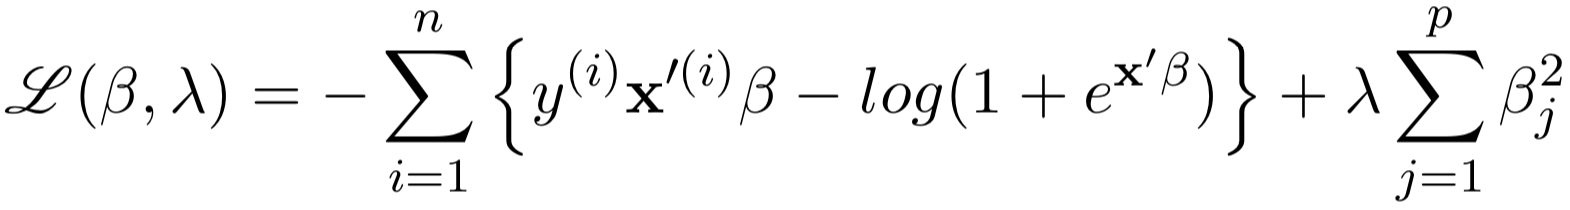 ℒ(β, λ) = − ∑_{i=1}^{n} { y^{(i)} 𝐱′^{(i)} β − log(1 + e^{𝐱′β}) } + λ ∑_{j=1}^{p} β_j^2